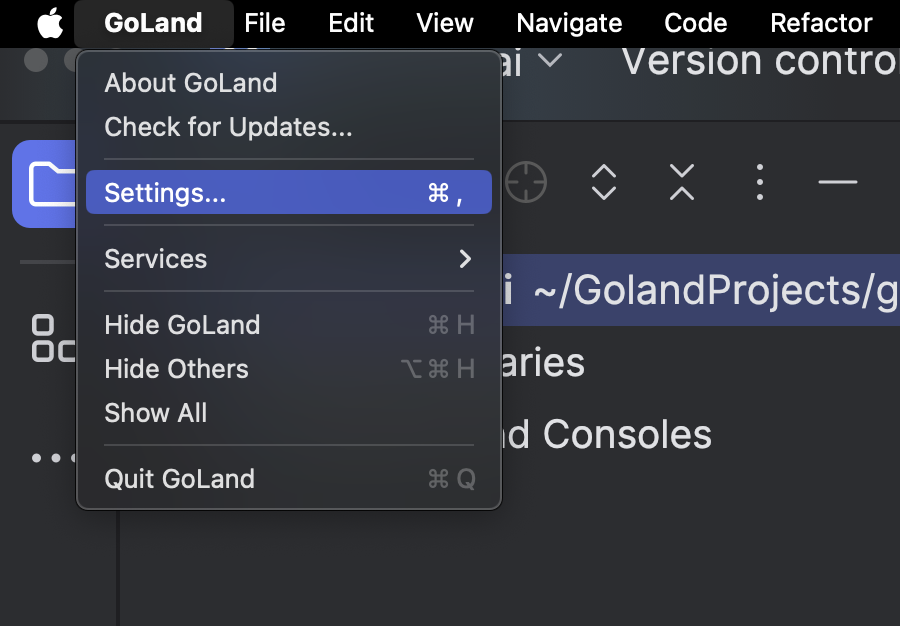 GoLand File Edit View Navigate Code Refactor
ai Version contro
About GoLand
Check for Updates...
Settings... ⌘ ,
Services
i ~/GolandProjects/g
Hide GoLand ⌘ H
Hide Others ⌥ ⌘ H
aries
Show All
d Consoles
Quit GoLand ⌘ Q